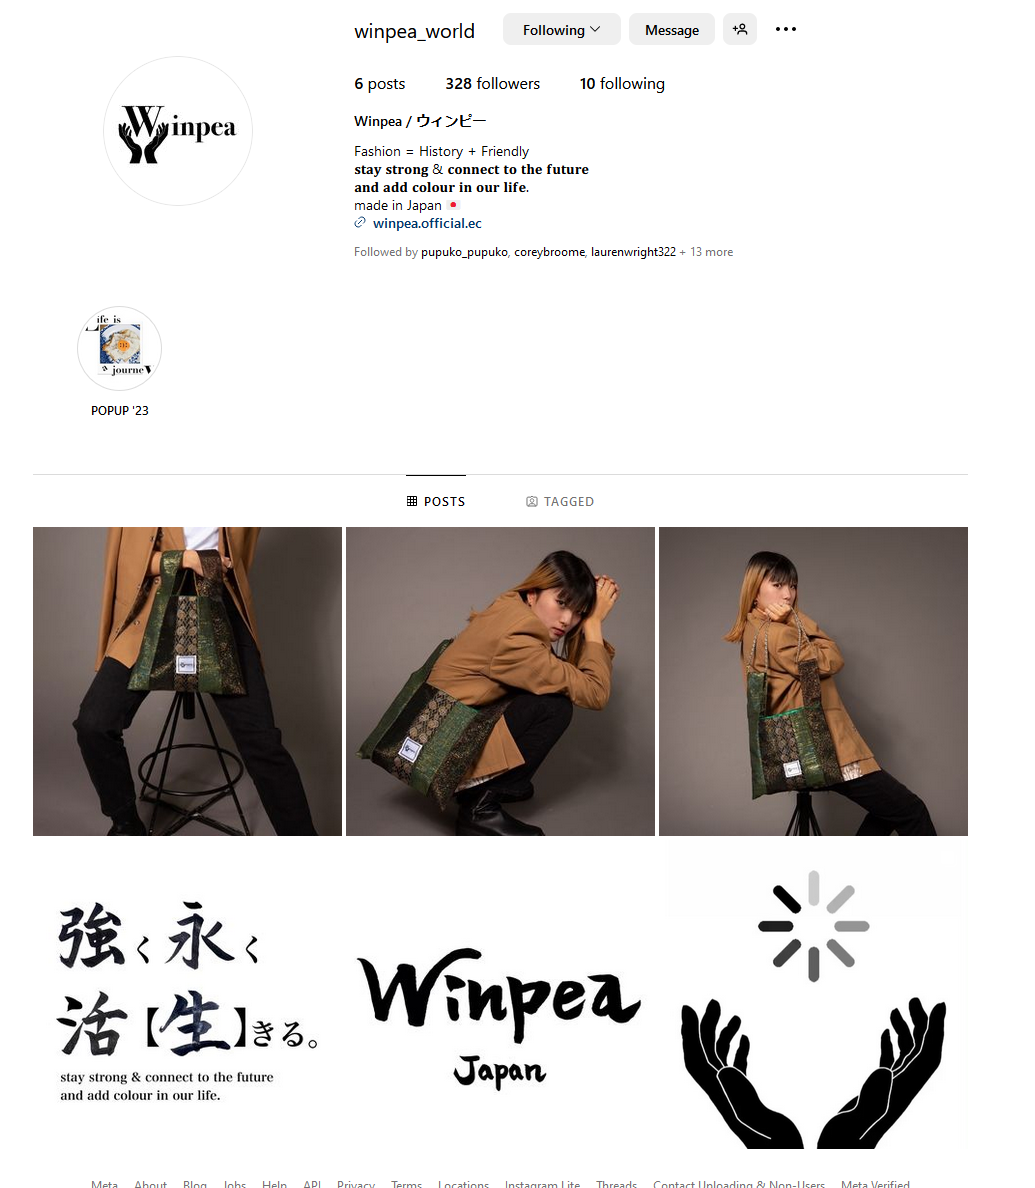 winpea_world
Following
Message
6 posts
328 followers
10 following
Winpea
Winpea / ウィンピー
Fashion = History + Friendly
stay strong & connect to the future
and add colour in our life.
made in Japan
winpea.official.ec
Followed by pupuko_pupuko, coreybroome, laurenwright322 + 13 more
ife is
a journe
POPUP '23
POSTS
TAGGED
強く永く
活【生】きる。
stay strong & connect to the future
and add colour in our life.
Winpea
Japan
Meta About Blog Jobs Help API Privacy Terms Locations Instagram Lite Threads Contact Uploading & Non-Users Meta Verified